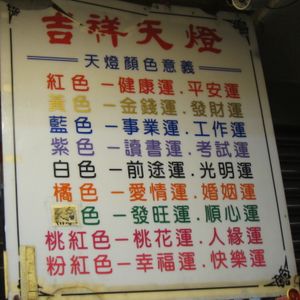 吉祥天燈
天燈顏色意義
紅色－健康運．平安運
黃色－金錢運．發財運
藍色－事業運．工作運
紫色－讀書運．考試運
白色－前途運．光明運
橘色－愛情運．婚姻運
色－發旺運．順心運
桃紅色－桃花運．人緣運
粉紅色－幸福運．快樂運